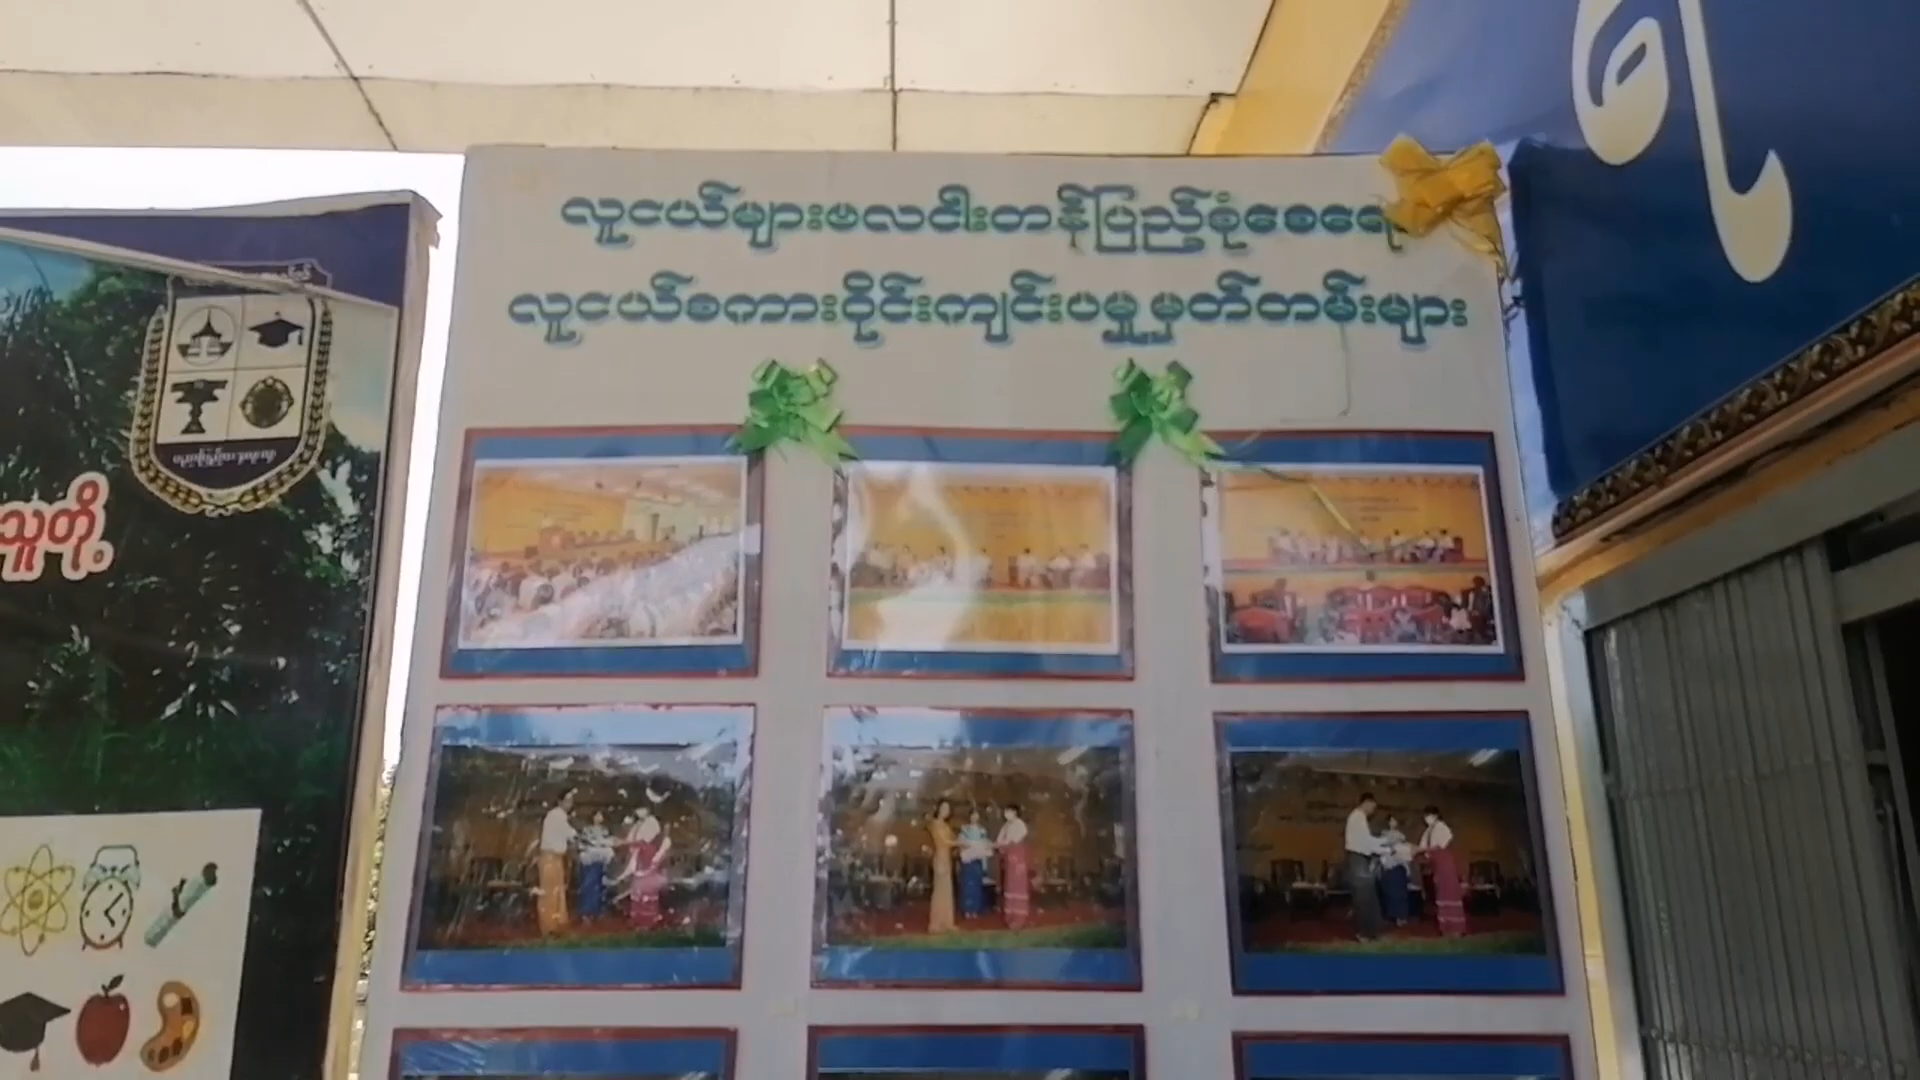 လူငယ်များဗလငါးတန်ပြည့်စုံစေရေး
လူငယ်စကားဝိုင်းကျင်းပမှုမှတ်တမ်းများ
သူတို့